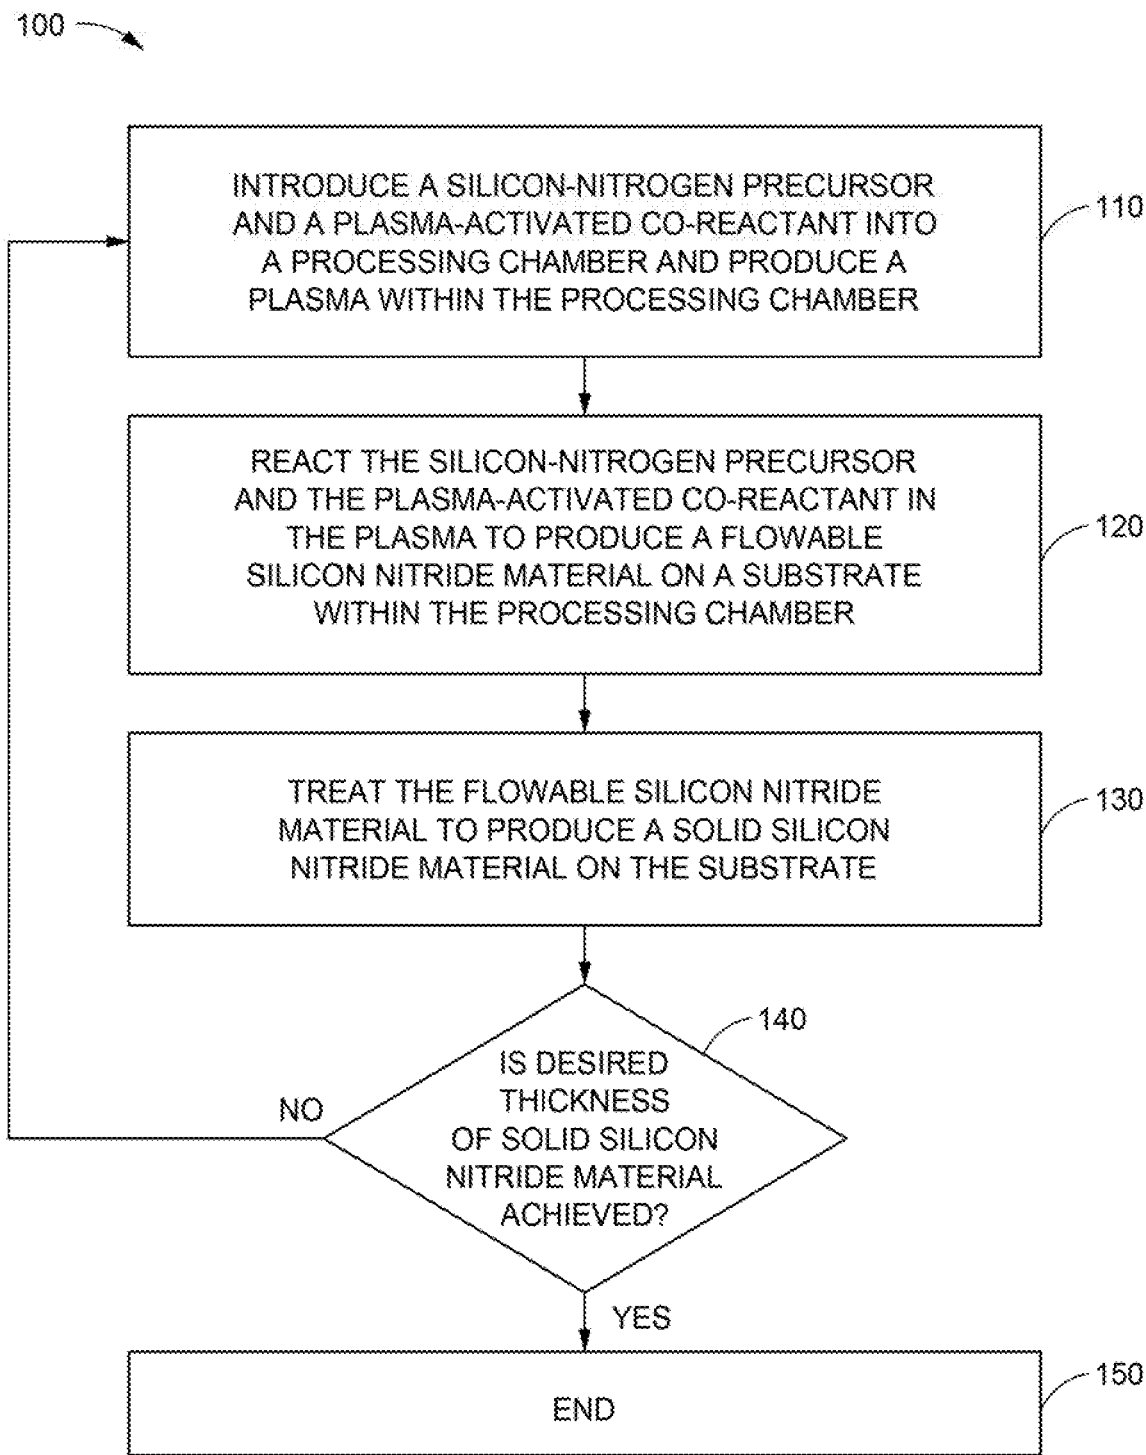 100
INTRODUCE A SILICON-NITROGEN PRECURSOR
AND A PLASMA-ACTIVATED CO-REACTANT INTO
A PROCESSING CHAMBER AND PRODUCE A
PLASMA WITHIN THE PROCESSING CHAMBER
110
REACT THE SILICON-NITROGEN PRECURSOR
AND THE PLASMA-ACTIVATED CO-REACTANT IN
THE PLASMA TO PRODUCE A FLOWABLE
SILICON NITRIDE MATERIAL ON A SUBSTRATE
WITHIN THE PROCESSING CHAMBER
120
TREAT THE FLOWABLE SILICON NITRIDE
MATERIAL TO PRODUCE A SOLID SILICON
NITRIDE MATERIAL ON THE SUBSTRATE
130
140
IS DESIRED
THICKNESS
OF SOLID SILICON
NITRIDE MATERIAL
ACHIEVED?
NO
YES
END
150